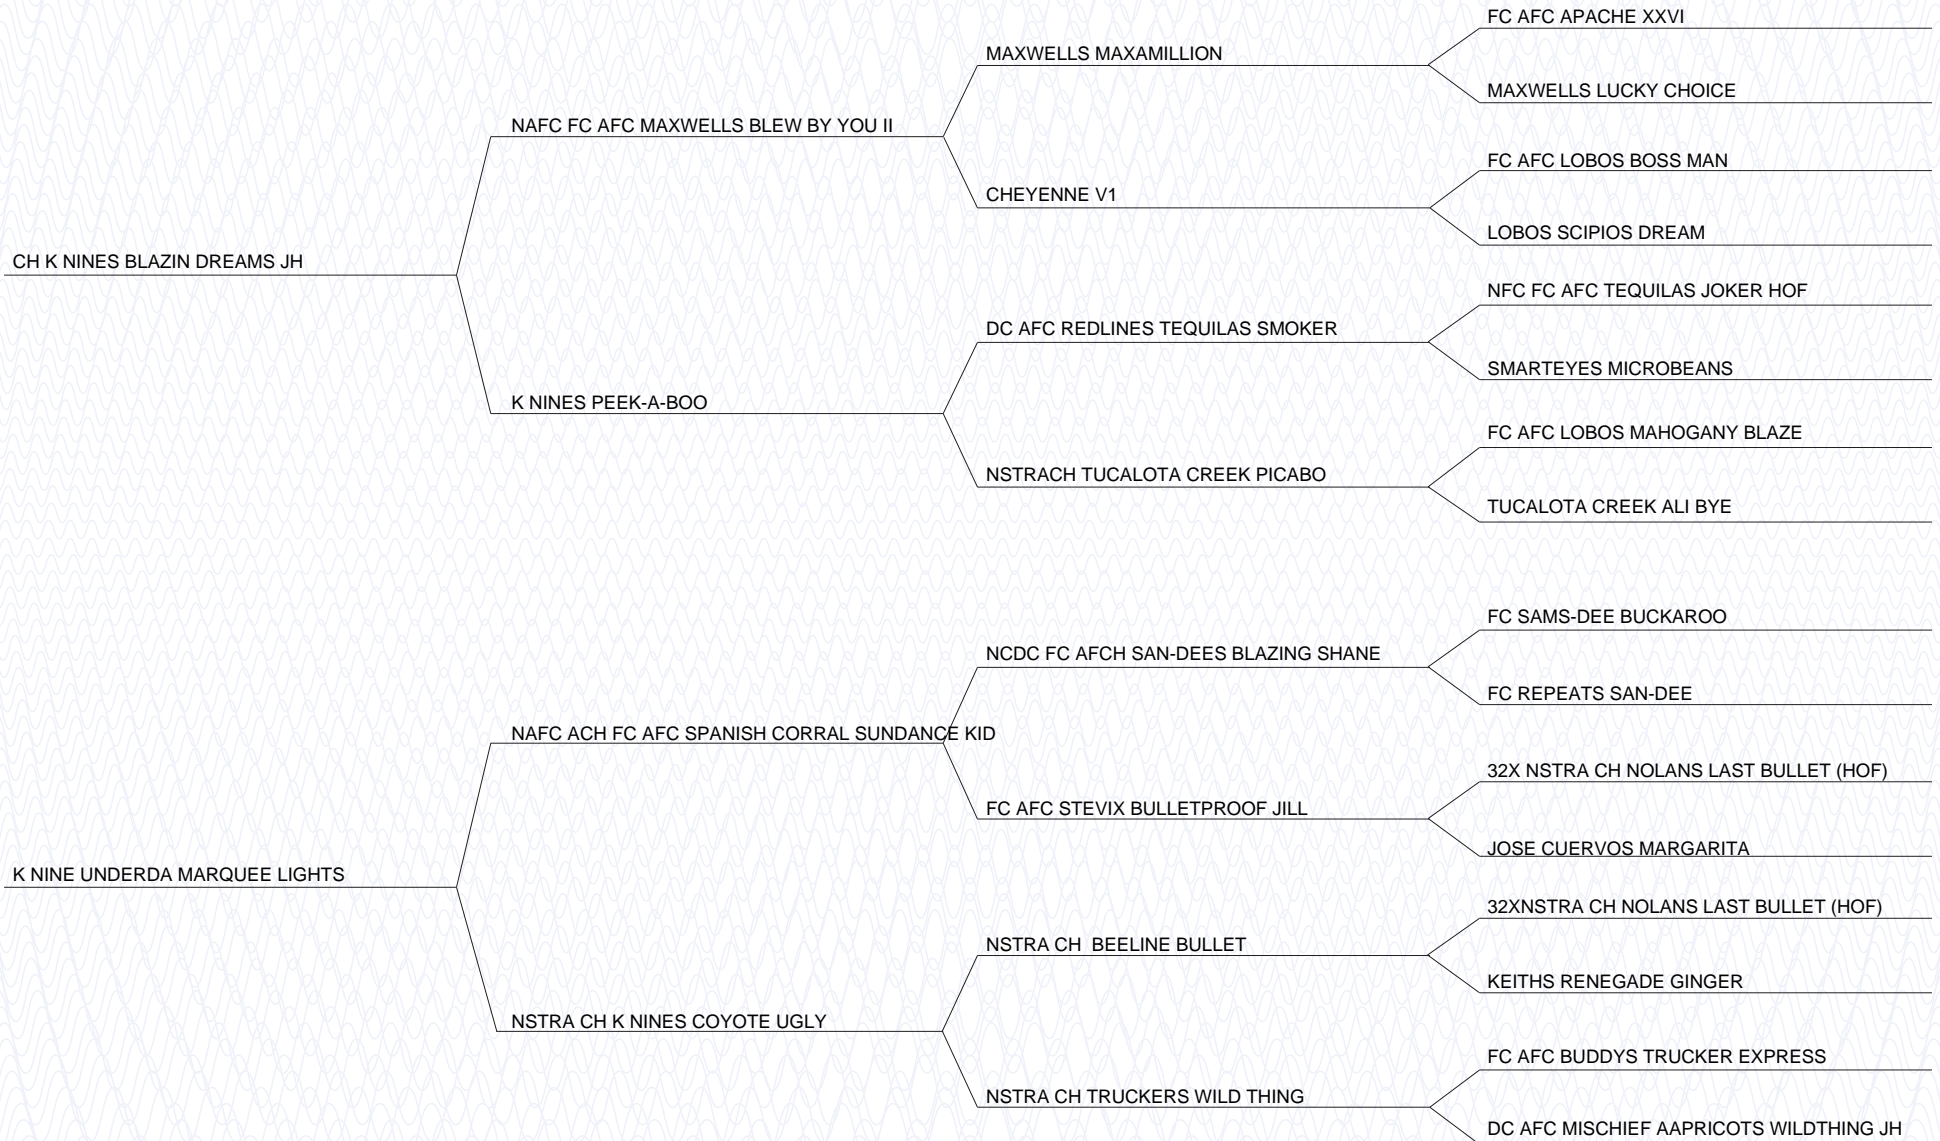 FC AFC APACHE XXVI
MAXWELLS MAXAMILLION
MAXWELLS LUCKY CHOICE
NAFC FC AFC MAXWELLS BLEW BY YOU II
FC AFC LOBOS BOSS MAN
CHEYENNE V1
LOBOS SCIPIOS DREAM
CH K NINES BLAZIN DREAMS JH
NFC FC AFC TEQUILAS JOKER HOF
DC AFC REDLINES TEQUILAS SMOKER
SMARTEYES MICROBEANS
K NINES PEEK-A-BOO
FC AFC LOBOS MAHOGANY BLAZE
NSTRACH TUCALOTA CREEK PICABO
TUCALOTA CREEK ALI BYE
FC SAMS-DEE BUCKAROO
NCDC FC AFCH SAN-DEES BLAZING SHANE
FC REPEATS SAN-DEE
NAFC ACH FC AFC SPANISH CORRAL SUNDANCE KID
32X NSTRA CH NOLANS LAST BULLET (HOF)
FC AFC STEVIX BULLETPROOF JILL
JOSE CUERVOS MARGARITA
K NINE UNDERDA MARQUEE LIGHTS
32XNSTRA CH NOLANS LAST BULLET (HOF)
NSTRA CH  BEELINE BULLET
KEITHS RENEGADE GINGER
NSTRA CH K NINES COYOTE UGLY
FC AFC BUDDYS TRUCKER EXPRESS
NSTRA CH TRUCKERS WILD THING
DC AFC MISCHIEF AAPRICOTS WILDTHING JH